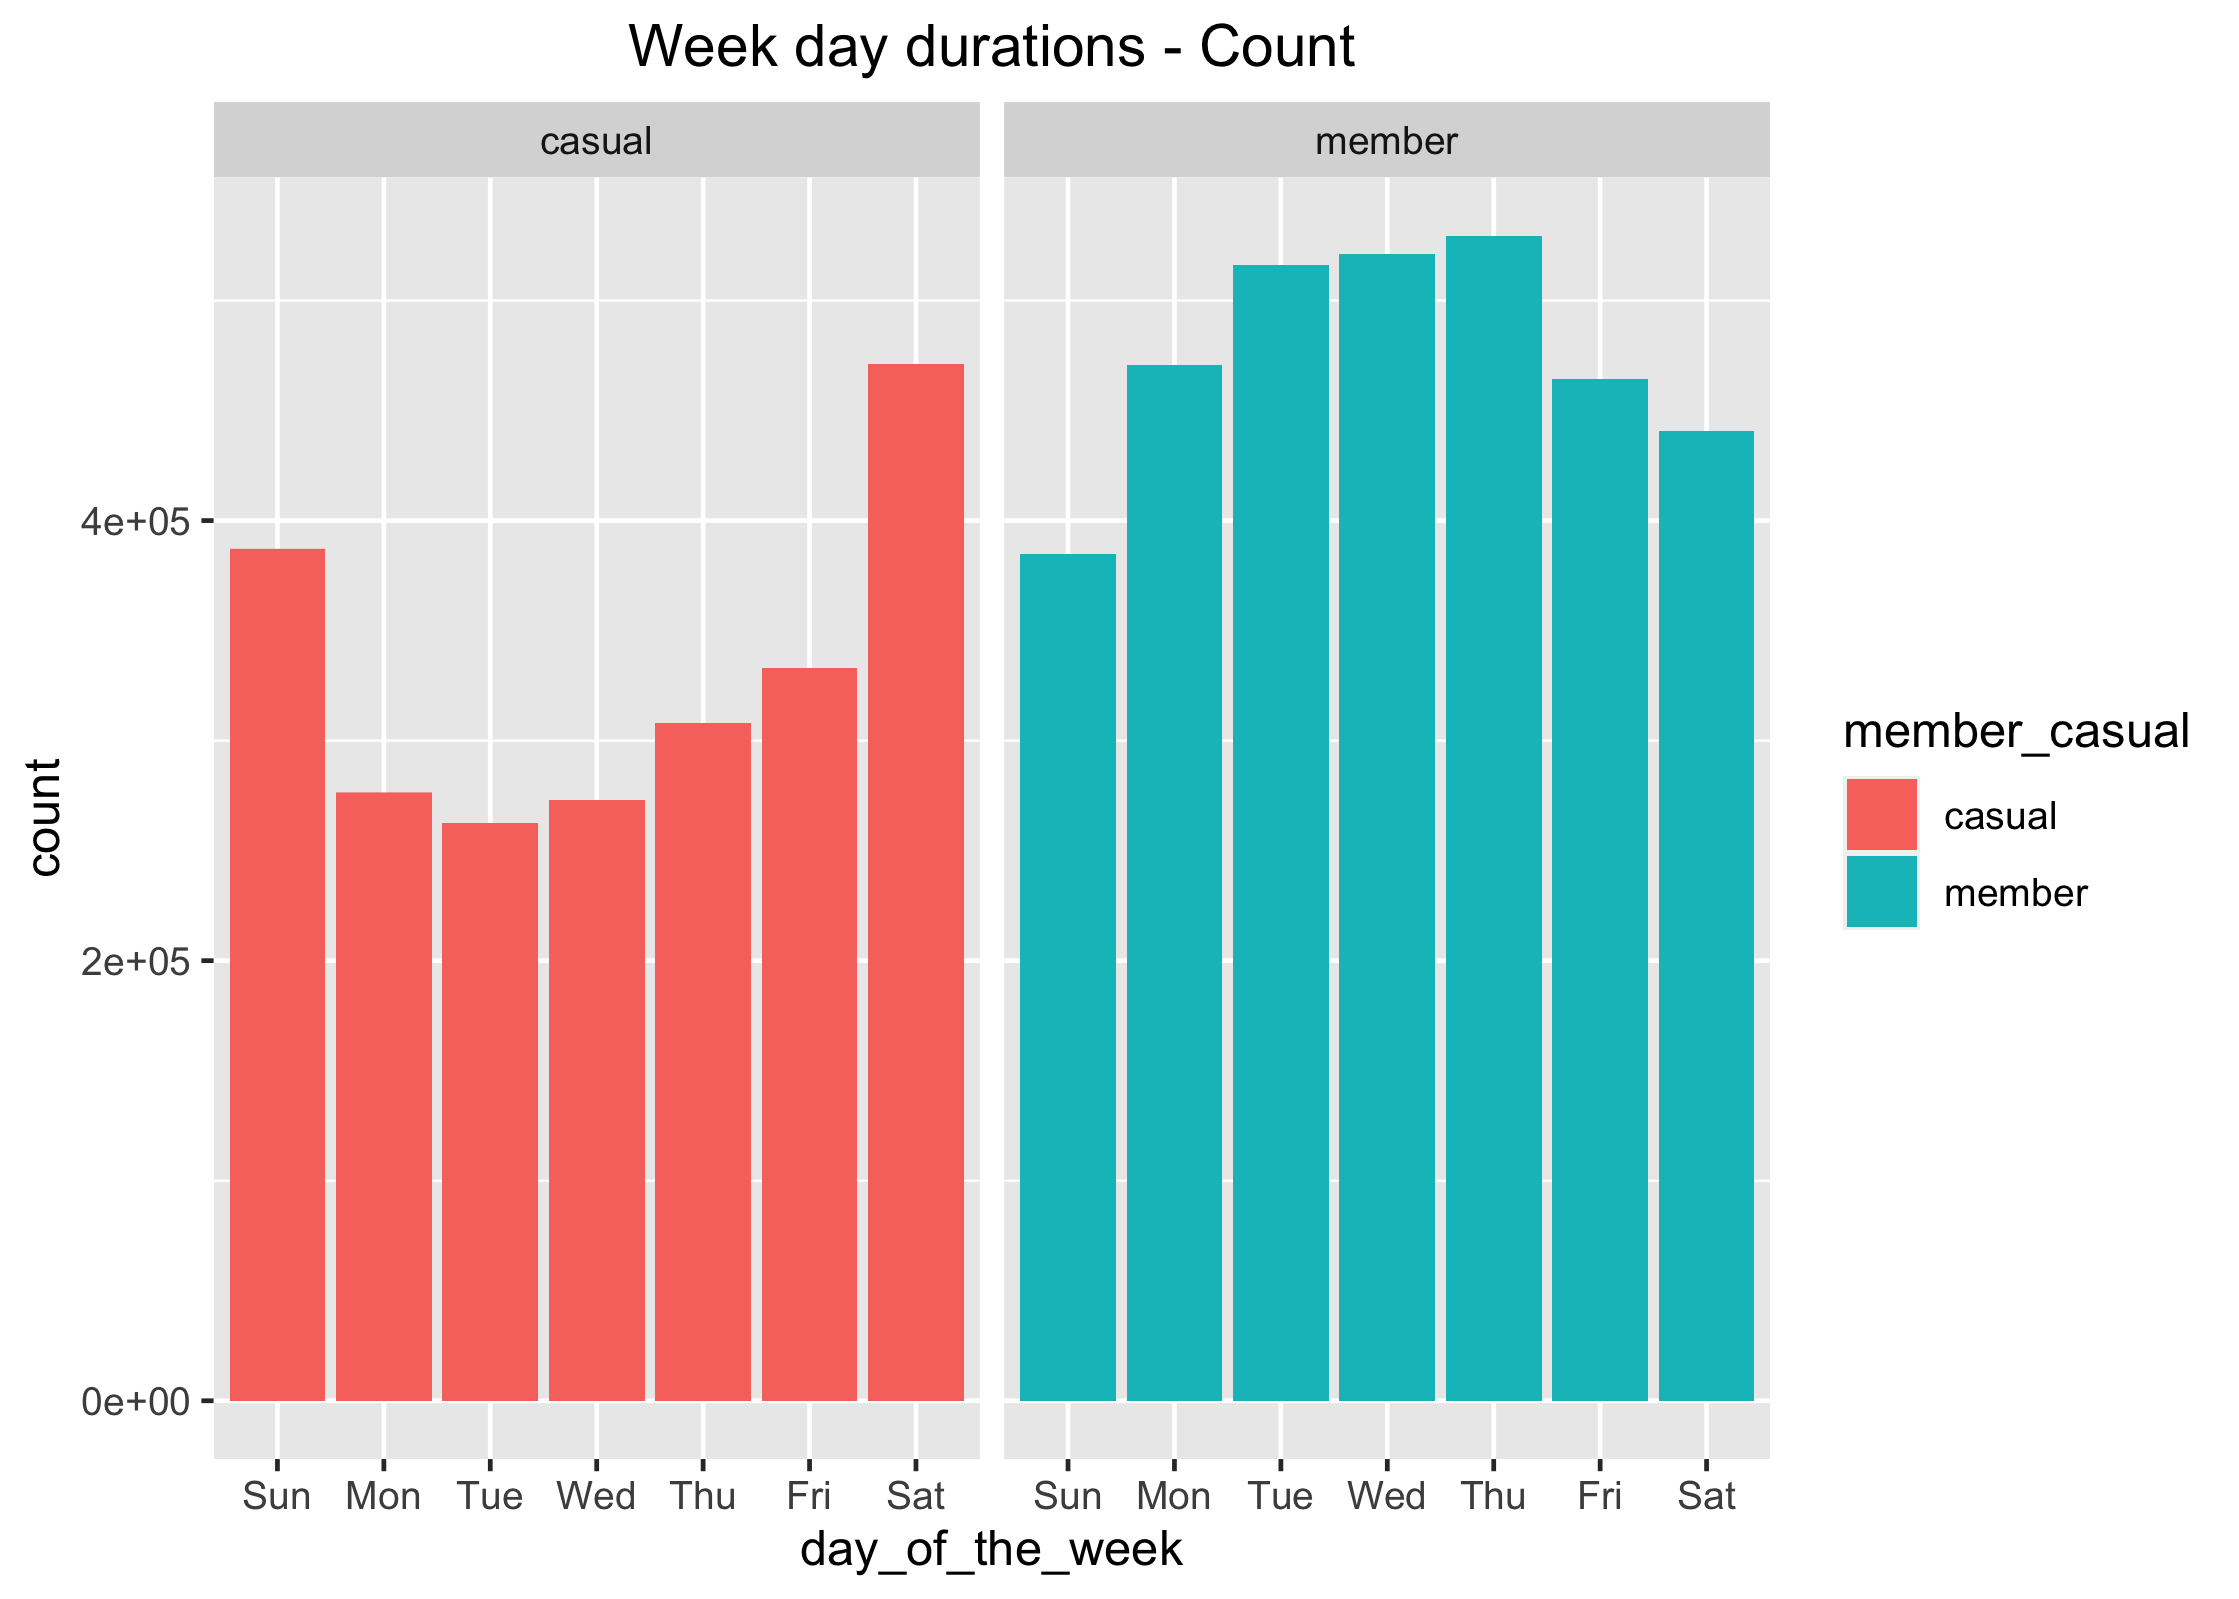 Week day durations - Count
casual
member
count
4e+05
2e+05
0e+00
Sun Mon Tue Wed Thu Fri Sat
Sun Mon Tue Wed Thu Fri Sat
day_of_the_week
member_casual
casual
member